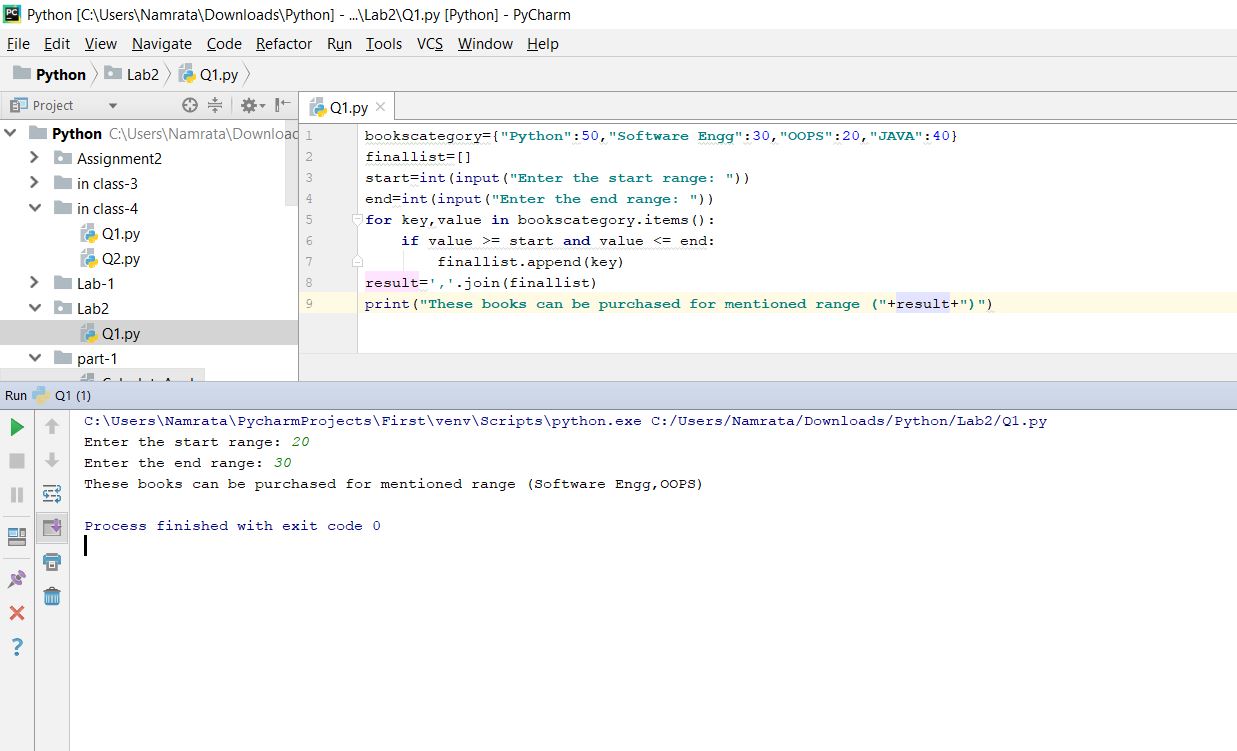 Python [C:\Users\Namrata\Downloads\Python] - ...\Lab2\Q1.py [Python] - PyCharm
File Edit View Navigate Code Refactor Run Tools VCS Window Help
Python Lab2 Q1.py
Project
Q1.py
Python C:\Users\Namrata\Downloac
Assignment2
in class-3
in class-4
Q1.py
Q2.py
Lab-1
Lab2
Q1.py
part-1
1 bookscategory={"Python":50,"Software Engg":30,"OOPS":20,"JAVA":40}
2 finallist=[]
3 start=int(input("Enter the start range: "))
4 end=int(input("Enter the end range: "))
5 for key,value in bookscategory.items():
6     if value >= start and value <= end:
7         finallist.append(key)
8 result=','.join(finallist)
9 print("These books can be purchased for mentioned range ("+result+")")
Run Q1 (1)
C:\Users\Namrata\PycharmProjects\First\venv\Scripts\python.exe C:/Users/Namrata/Downloads/Python/Lab2/Q1.py
Enter the start range: 20
Enter the end range: 30
These books can be purchased for mentioned range (Software Engg,OOPS)
Process finished with exit code 0